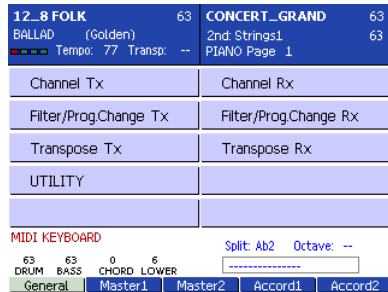 12_8 FOLK 63 CONCERT_GRAND 63
BALLAD (Golden) 2nd: Strings1 63
Tempo: 77 Transp: -- PIANO Page 1
Channel Tx Channel Rx
Filter/Prog.Change Tx Filter/Prog.Change Rx
Transpose Tx Transpose Rx
UTILITY
MIDI KEYBOARD
Split: Ab2 Octave: --
63 63 0 6
DRUM BASS CHORD LOWER
---------------
General Master1 Master2 Accord1 Accord2